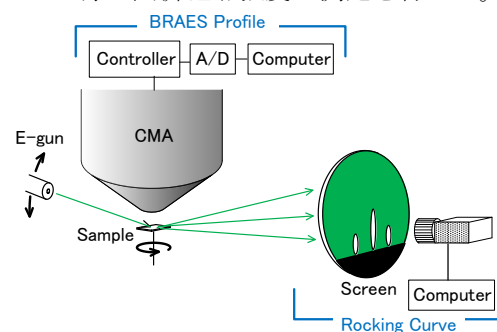 BRAES Profile
Controller
A/D
Computer
CMA
E-gun
Sample
Screen
Computer
Rocking Curve